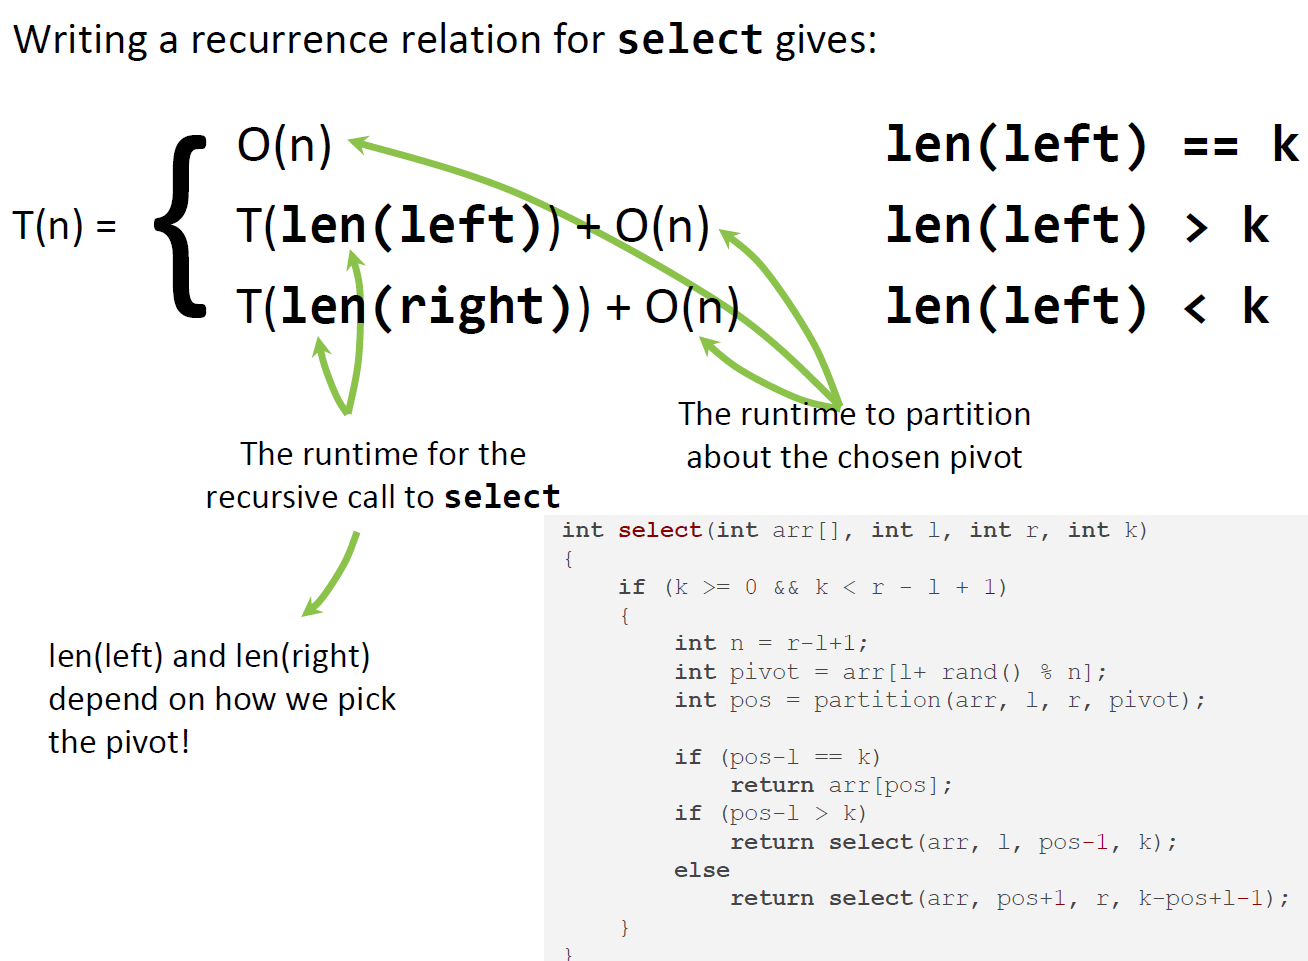 Writing a recurrence relation for select gives:
T(n) = {
O(n) len(left) == k
T(len(left)) + O(n) len(left) > k
T(len(right)) + O(n) len(left) < k
The runtime for the
recursive call to select
The runtime to partition
about the chosen pivot
len(left) and len(right)
depend on how we pick
the pivot!
int select(int arr[], int l, int r, int k)
{
    if (k >= 0 && k < r - l + 1)
    {
        int n = r-l+1;
        int pivot = arr[l+ rand() % n];
        int pos = partition(arr, l, r, pivot);
        if (pos-l == k)
            return arr[pos];
        if (pos-l > k)
            return select(arr, l, pos-1, k);
        else
            return select(arr, pos+1, r, k-pos+l-1);
    }
}